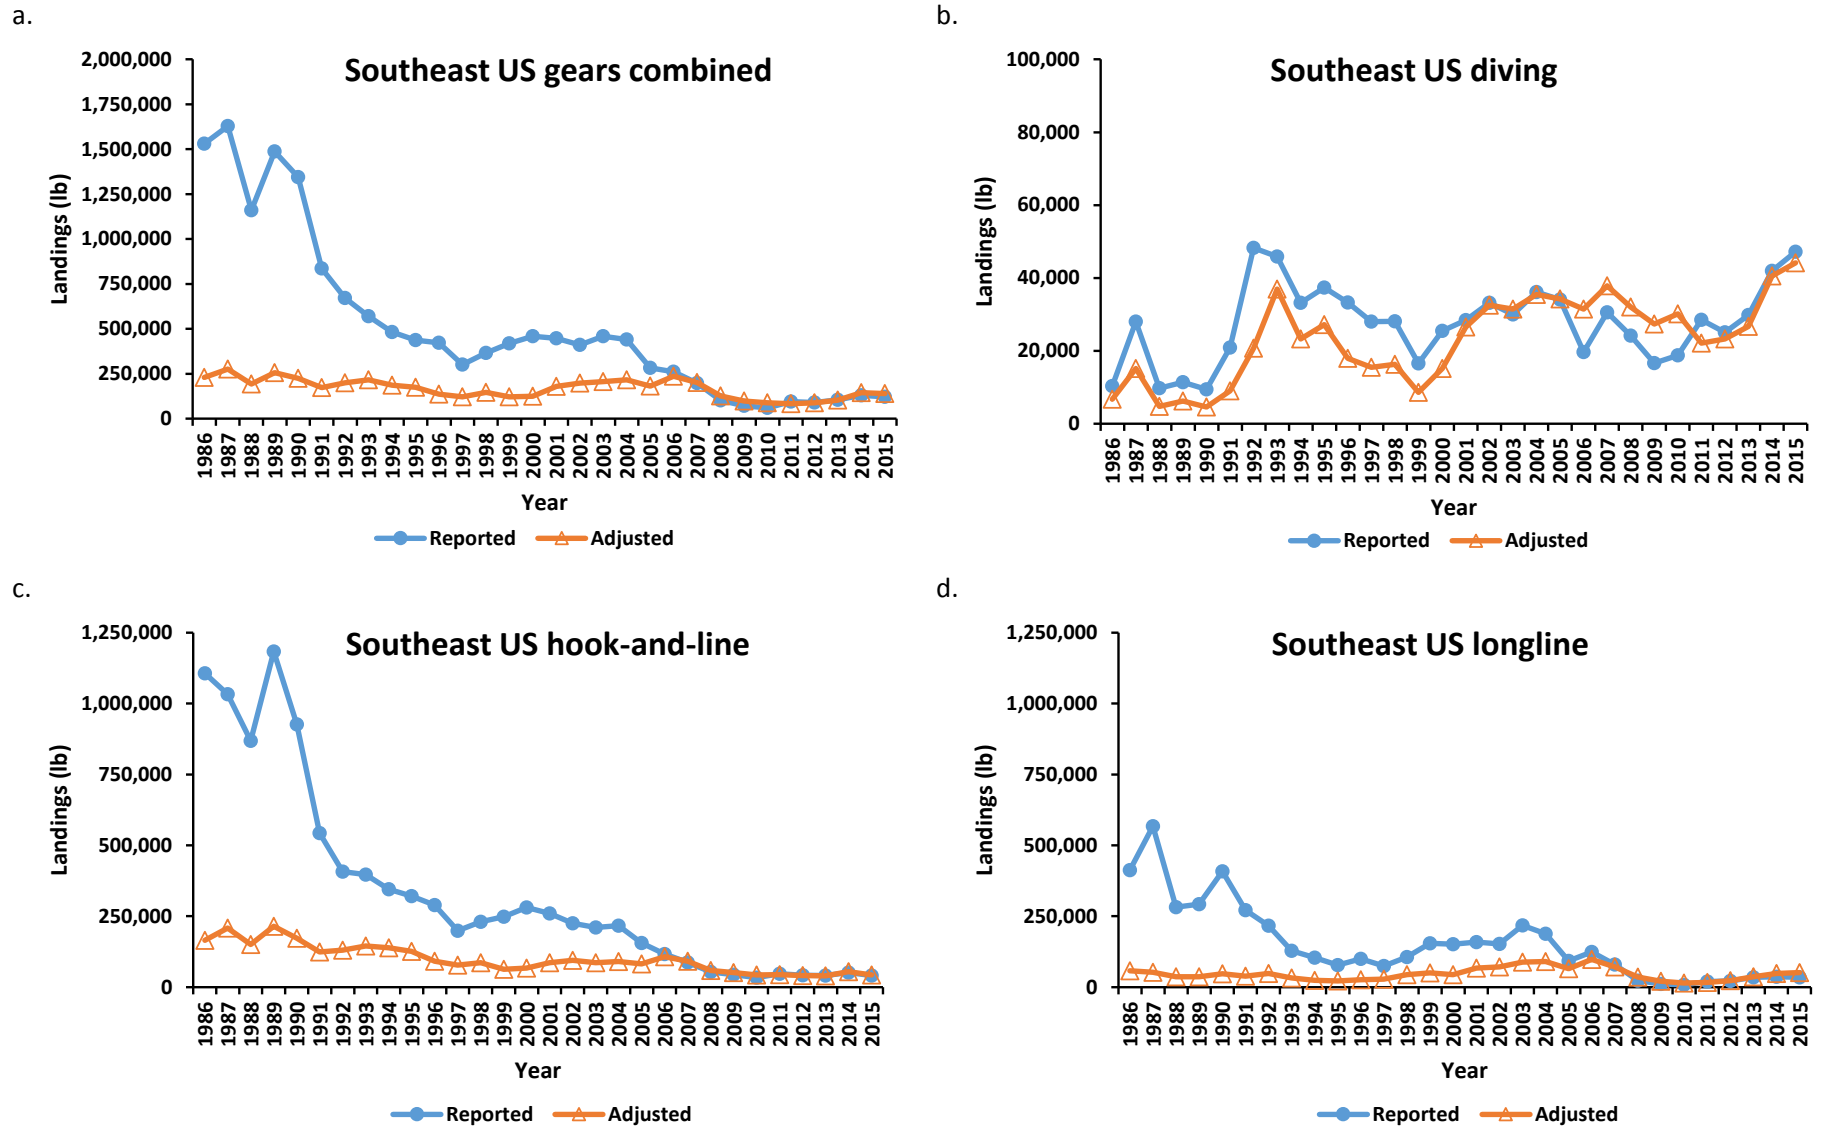 a.
Southeast US gears combined
2,000,000
1,750,000
1,500,000
1,250,000
1,000,000
750,000
500,000
250,000
0
Landings (lb)
1986 1987 1988 1989 1990 1991 1992 1993 1994 1995 1996 1997 1998 1999 2000 2001 2002 2003 2004 2005 2006 2007 2008 2009 2010 2011 2012 2013 2014 2015
Year
Reported Adjusted
b.
Southeast US diving
100,000
80,000
60,000
40,000
20,000
0
Landings (lb)
1986 1987 1988 1989 1990 1991 1992 1993 1994 1995 1996 1997 1998 1999 2000 2001 2002 2003 2004 2005 2006 2007 2008 2009 2010 2011 2012 2013 2014 2015
Year
Reported Adjusted
c.
Southeast US hook-and-line
1,250,000
1,000,000
750,000
500,000
250,000
0
Landings (lb)
1986 1987 1988 1989 1990 1991 1992 1993 1994 1995 1996 1997 1998 1999 2000 2001 2002 2003 2004 2005 2006 2007 2008 2009 2010 2011 2012 2013 2014 2015
Year
Reported Adjusted
d.
Southeast US longline
1,250,000
1,000,000
750,000
500,000
250,000
0
Landings (lb)
1986 1987 1988 1989 1990 1991 1992 1993 1994 1995 1996 1997 1998 1999 2000 2001 2002 2003 2004 2005 2006 2007 2008 2009 2010 2011 2012 2013 2014 2015
Year
Reported Adjusted